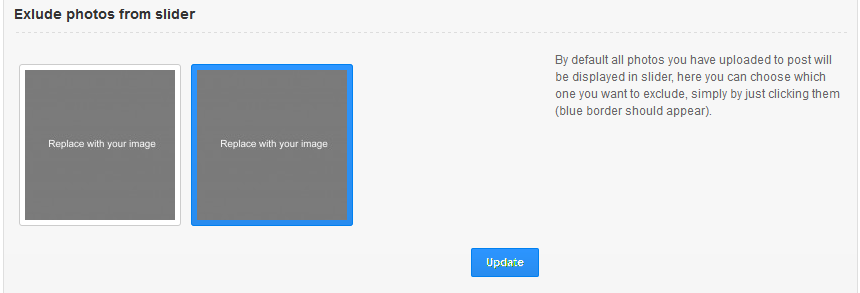 Exlude photos from slider
By default all photos you have uploaded to post will
be displayed in slider, here you can choose which
one you want to exclude, simply by just clicking them
(blue border should appear).
Replace with your image
Replace with your image
Update